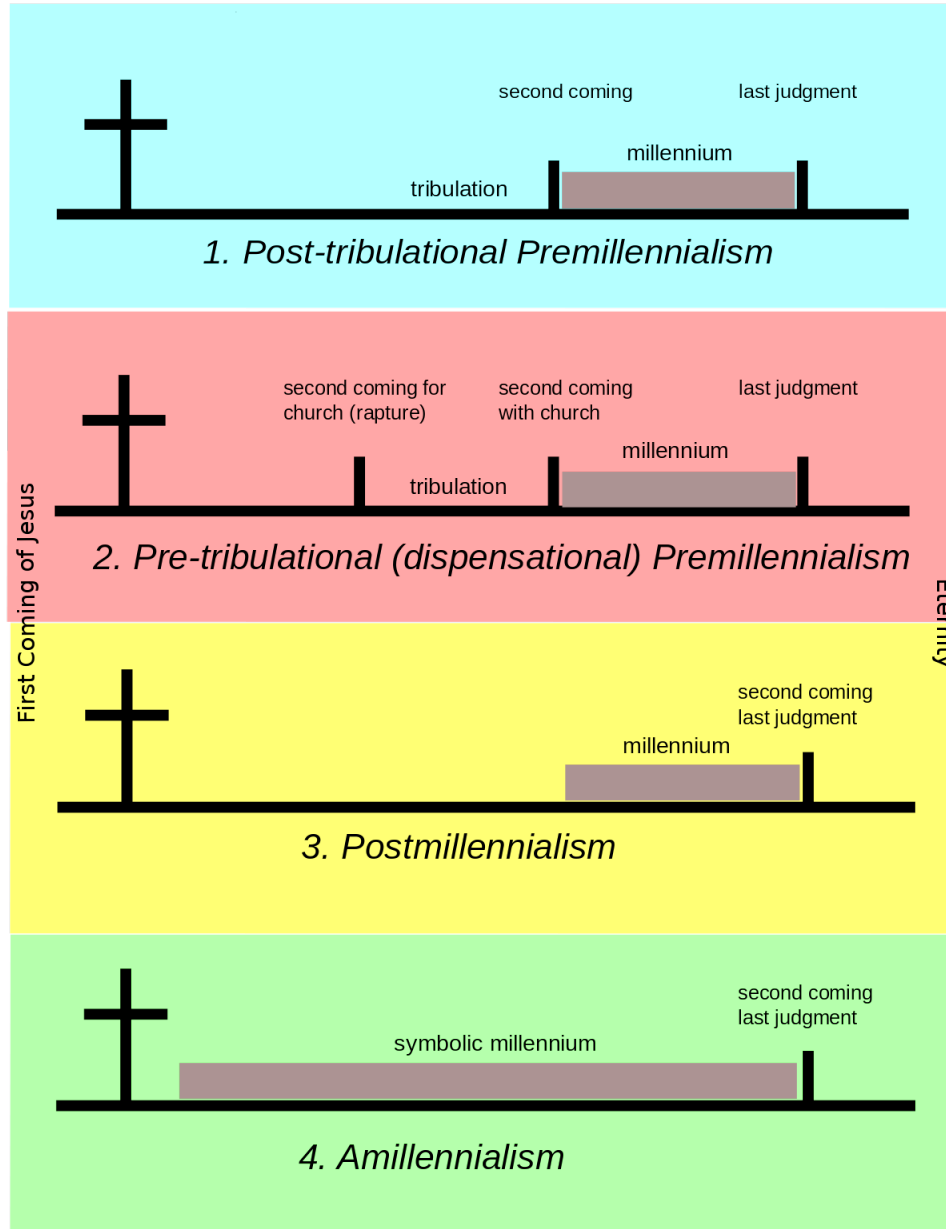 second coming
last judgment
millennium
tribulation
1. Post-tribulational Premillennialism
second coming for
church (rapture)
second coming
with church
last judgment
millennium
tribulation
2. Pre-tribulational (dispensational) Premillennialism
First Coming of Jesus
Eternity
second coming
last judgment
millennium
3. Postmillennialism
second coming
last judgment
symbolic millennium
4. Amillennialism